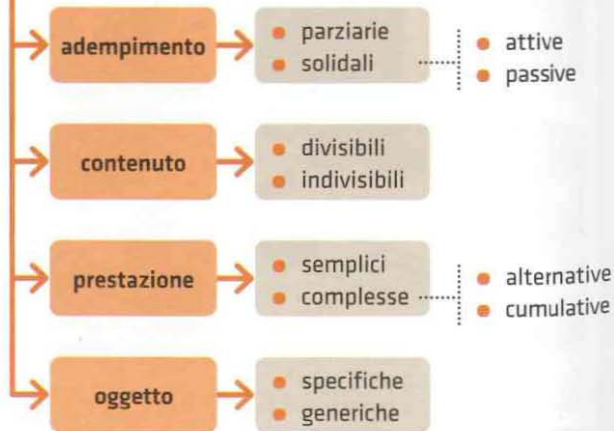 adempimento
parziarie
solidali
attive
passive
contenuto
divisibili
indivisibili
prestazione
semplici
complesse
alternative
cumulative
oggetto
specifiche
generiche